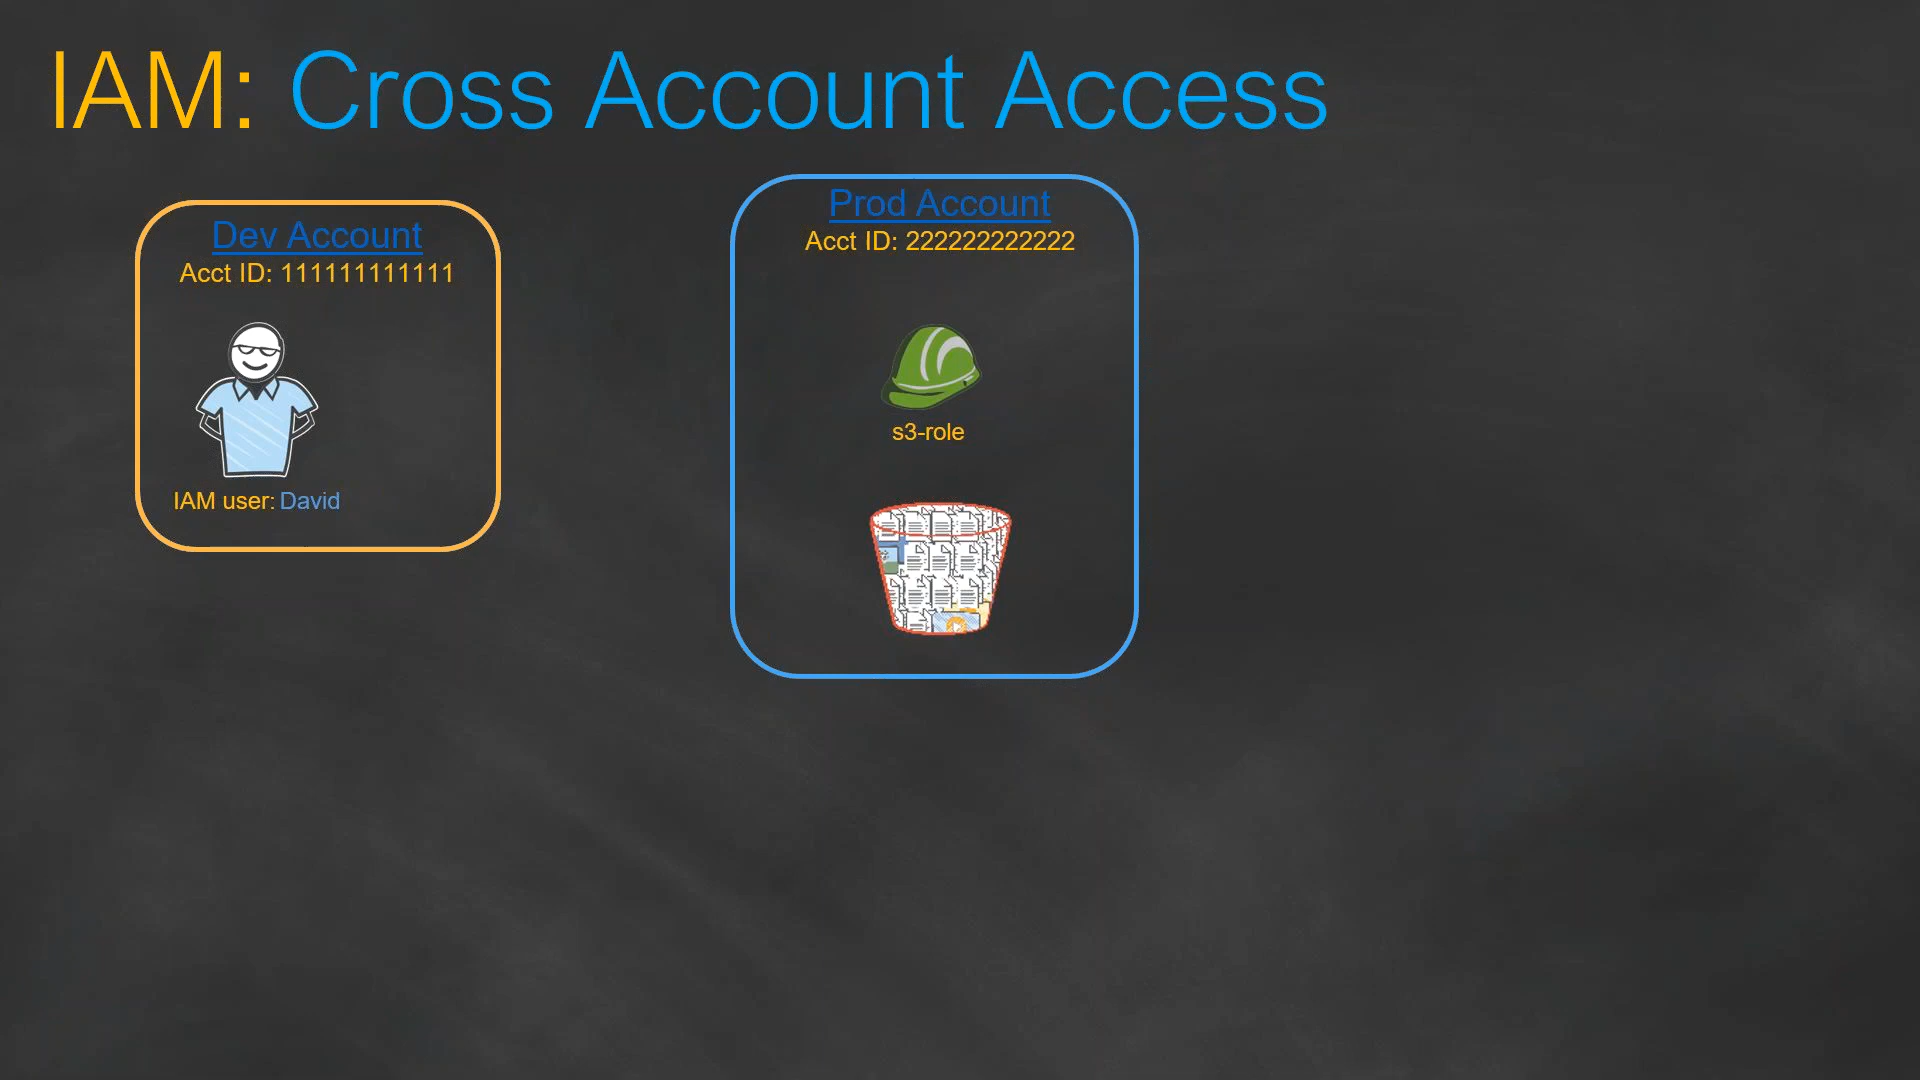 IAM: Cross Account Access
Dev Account
Acct ID: 111111111111
IAM user: David
Prod Account
Acct ID: 222222222222
s3-role